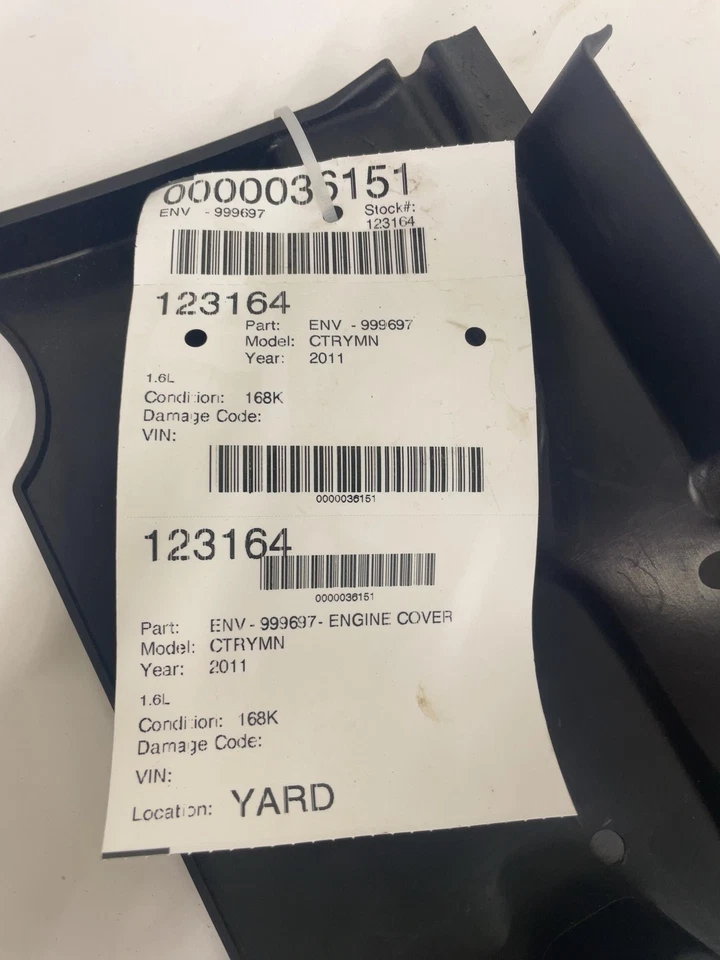 0000036151
ENV - 999697
Stock#:
123164
123164
Part: ENV - 999697
Model: CTRYMN
Year: 2011
1.6L
Condition: 168K
Damage Code:
VIN:
0000036151
123164
0000036151
Part: ENV - 999697 - ENGINE COVER
Model: CTRYMN
Year: 2011
1.6L
Condition: 168K
Damage Code:
VIN:
Location: YARD